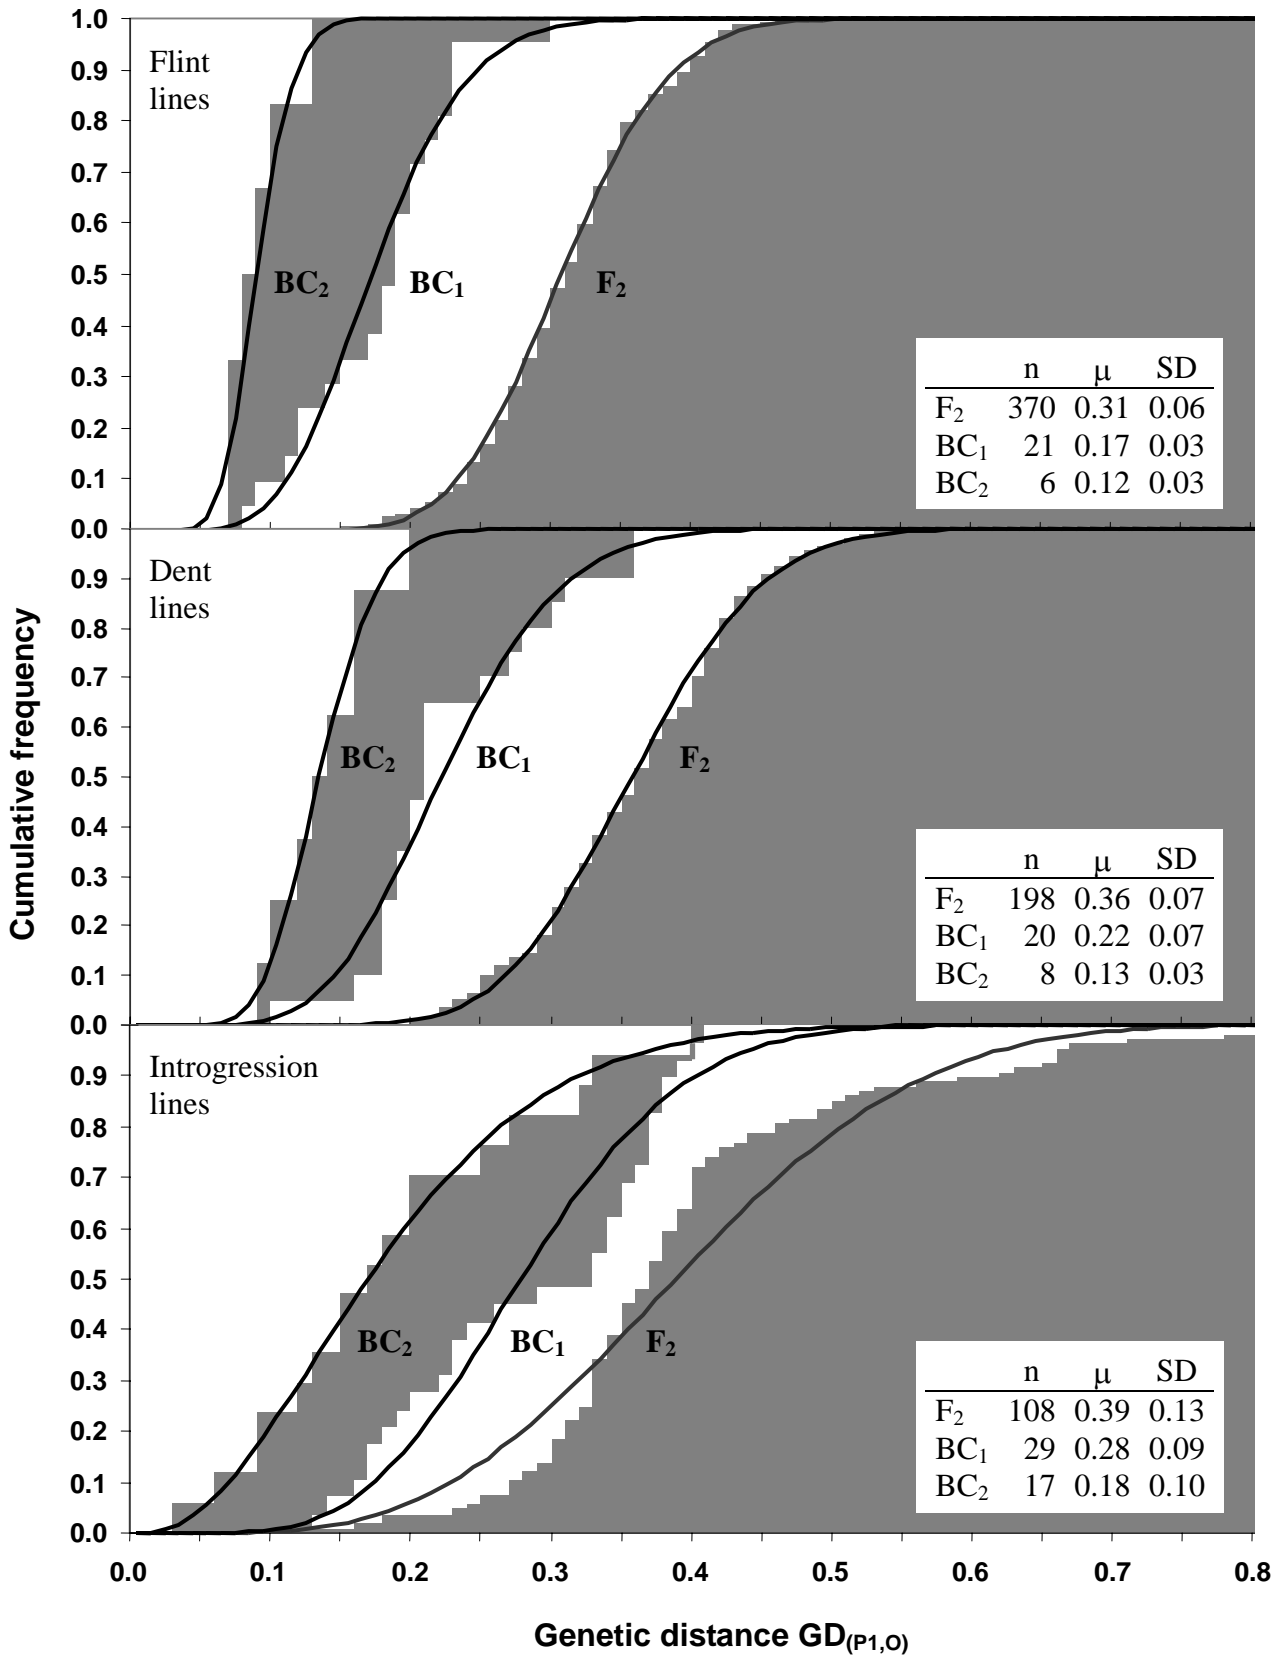 1.0
0.9
0.8
0.7
0.6
0.5
0.4
0.3
0.2
0.1
0.0
Flint
lines
BC2
BC1
F2
n μ SD
F2 370 0.31 0.06
BC1 21 0.17 0.03
BC2 6 0.12 0.03
0.9
0.8
0.7
0.6
0.5
0.4
0.3
0.2
0.1
0.0
Dent
lines
BC2
BC1
F2
n μ SD
F2 198 0.36 0.07
BC1 20 0.22 0.07
BC2 8 0.13 0.03
Cumulative frequency
0.9
0.8
0.7
0.6
0.5
0.4
0.3
0.2
0.1
0.0
Introgression
lines
BC2
BC1
F2
n μ SD
F2 108 0.39 0.13
BC1 29 0.28 0.09
BC2 17 0.18 0.10
0.0 0.1 0.2 0.3 0.4 0.5 0.6 0.7 0.8
Genetic distance GD(P1,O)